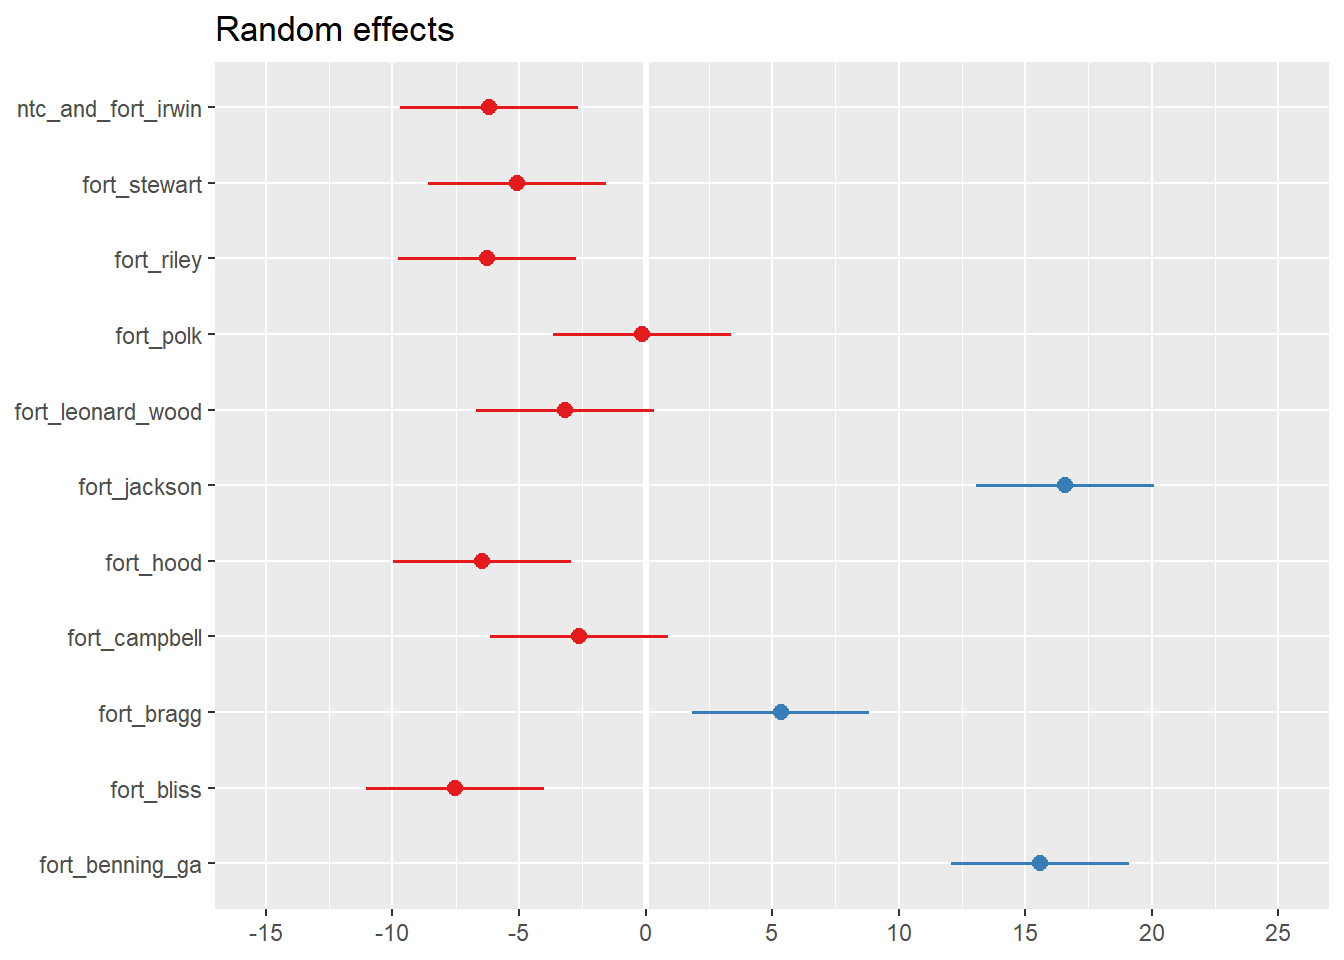 Random effects
ntc_and_fort_irwin
fort_stewart
fort_riley
fort_polk
fort_leonard_wood
fort_jackson
fort_hood
fort_campbell
fort_bragg
fort_bliss
fort_benning_ga
-15 -10 -5 0 5 10 15 20 25